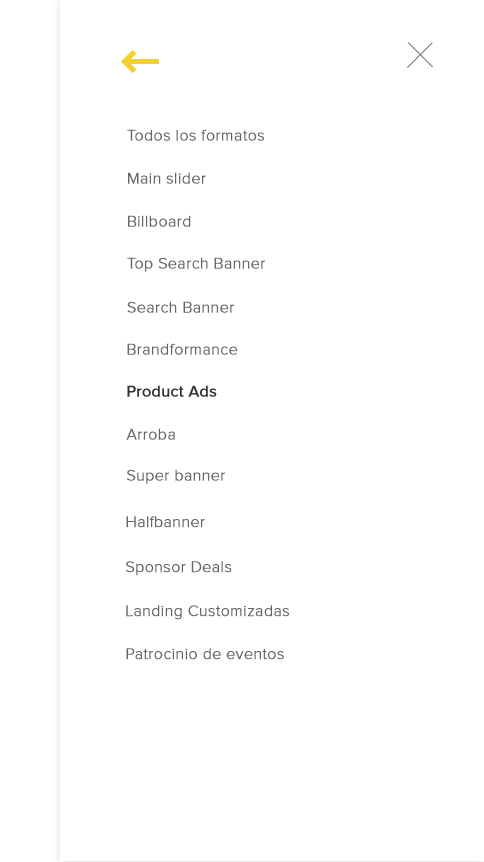 Todos los formatos
Main slider
Billboard
Top Search Banner
Search Banner
Brandformance
Product Ads
Arroba
Super banner
Halfbanner
Sponsor Deals
Landing Customizadas
Patrocinio de eventos